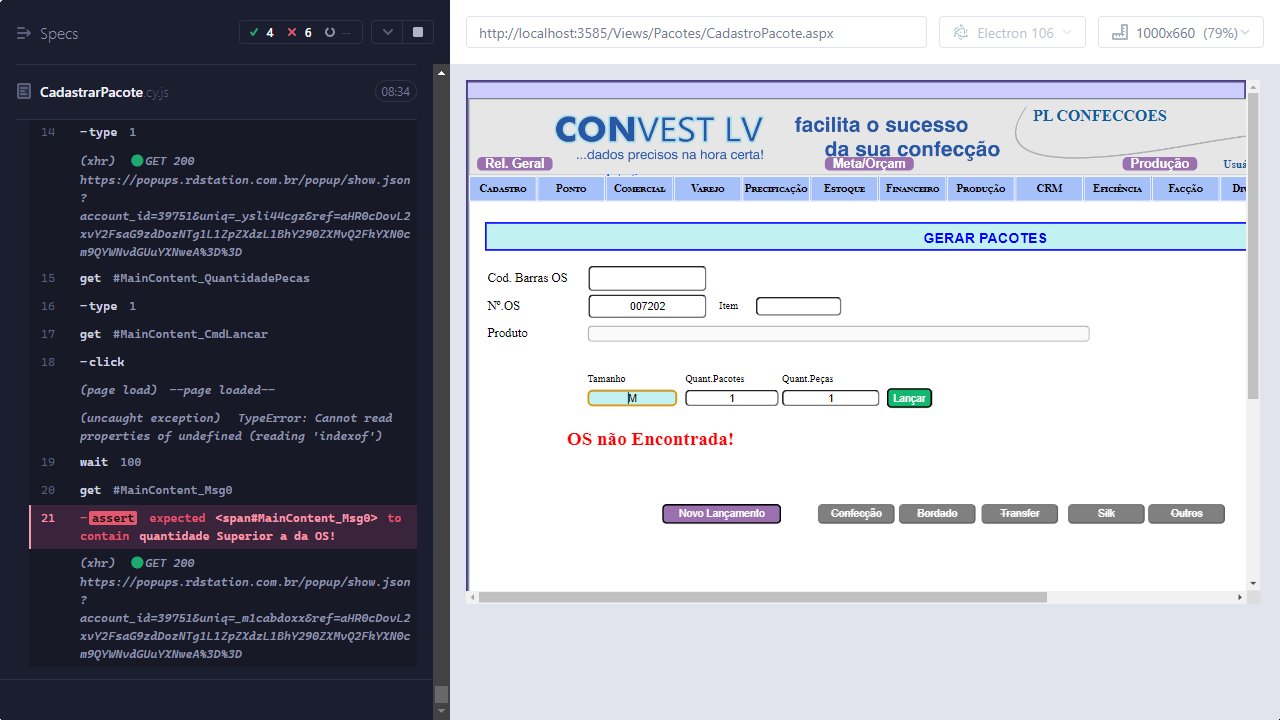 Specs
4
6
--
CadastrarPacote.cy.js
08:34
14 -type 1
(xhr) GET 200
https://popups.rdstation.com.br/popup/show.json
?
account_id=39751&uniq=_ysli44cgz&ref=aHR0cDovL2
xvY2FsaG9zdDozNTg1L1ZpZXdzL1BhY290ZXMvQ2FkYXN0c
m9QYWNvdGUuYXNweA%3D%3D
15 get #MainContent_QuantidadePecas
16 -type 1
17 get #MainContent_CmdLancar
18 -click
(page load) --page loaded--
(uncaught exception) TypeError: Cannot read
properties of undefined (reading 'indexof')
19 wait 100
20 get #MainContent_Msg0
21 -assert expected <span#MainContent_Msg0> to
contain quantidade Superior a da OS!
(xhr) GET 200
https://popups.rdstation.com.br/popup/show.json
?
account_id=39751&uniq=_m1cabdoxx&ref=aHR0cDovL2
xvY2FsaG9zdDozNTg1L1ZpZXdzL1BhY290ZXMvQ2FkYXN0c
m9QYWNvdGUuYXNweA%3D%3D
http://localhost:3585/Views/Pacotes/CadastroPacote.aspx
Electron 106
1000x660 (79%)
CONVEST LV
...dados precisos na hora certa!
facilita o sucesso
da sua confecção
PL CONFECCOES
Rel. Geral
Meta/Orçam
Produção
Usuá
Cadastro Ponto Comercial Varejo Precificação Estoque Financeiro Produção CRM Eficiência Facção Div
GERAR PACOTES
Cod. Barras OS
Nº.OS 007202 Item
Produto
Tamanho Quant.Pacotes Quant.Peças
M 1 1 Lançar
OS não Encontrada!
Novo Lançamento Confecção Bordado Transfer Silk Outros